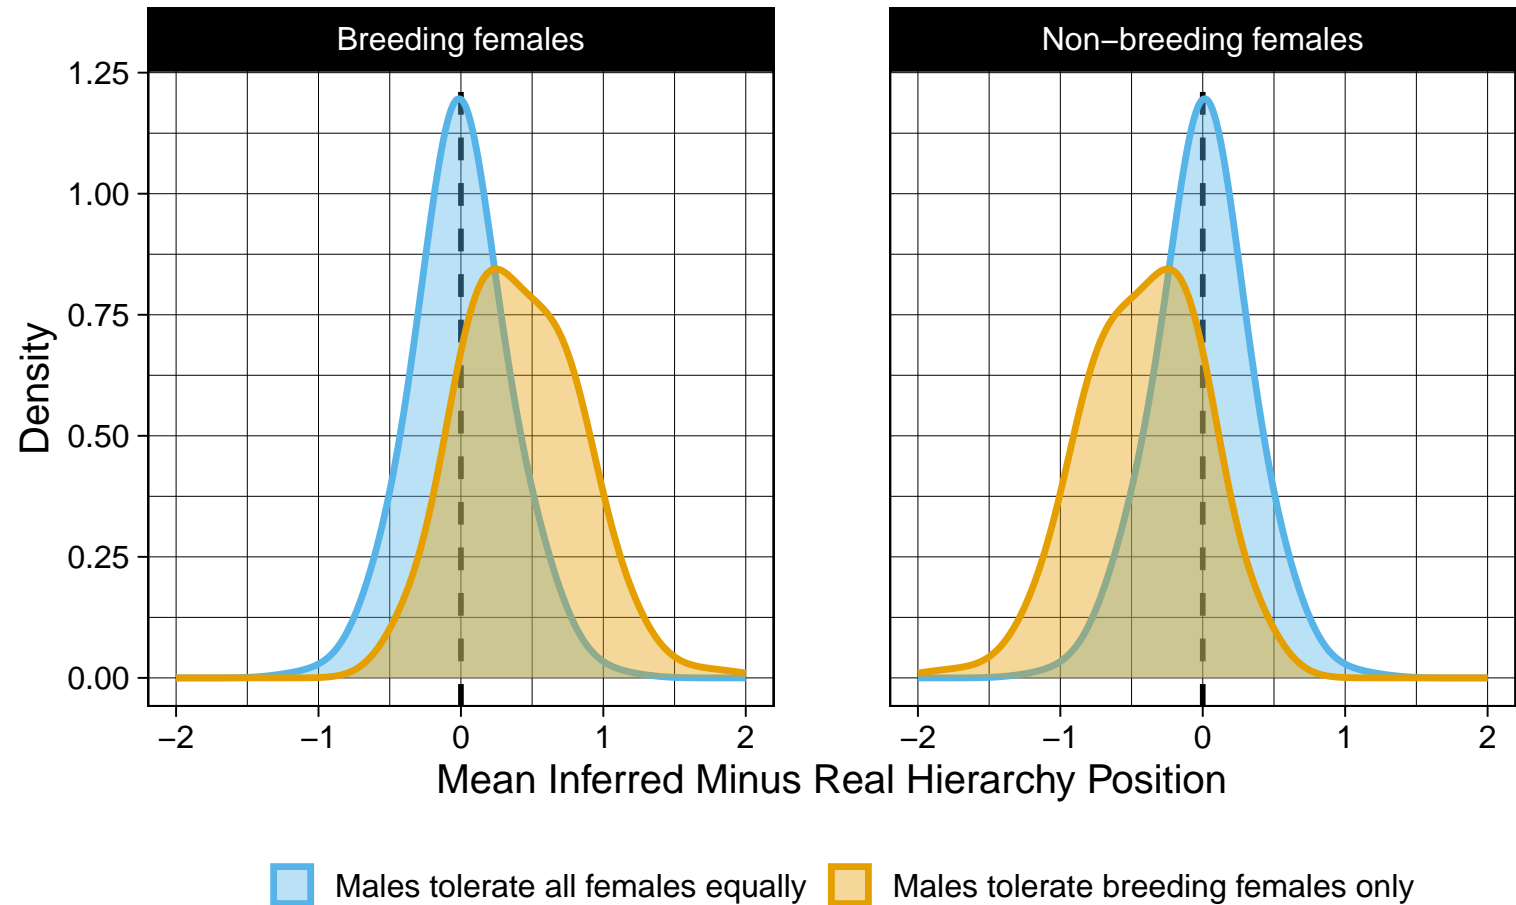 Breeding females
Non−breeding females
1.25
1.00
0.75
0.50
0.25
0.00
Density
−2 −1 0 1 2
−2 −1 0 1 2
Mean Inferred Minus Real Hierarchy Position
Males tolerate all females equally
Males tolerate breeding females only